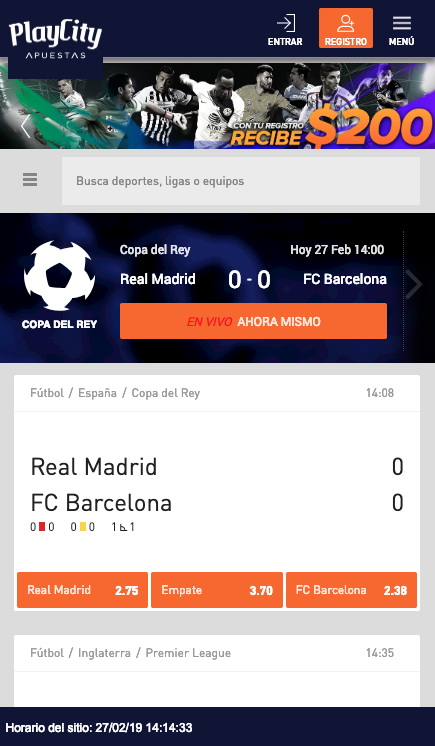 PlayCity
APUESTAS
ENTRAR
REGISTRO
MENÚ
CON TU REGISTRO
RECIBE $200
Busca deportes, ligas o equipos
Copa del Rey Hoy 27 Feb 14:00
Real Madrid 0 - 0 FC Barcelona
COPA DEL REY
EN VIVO AHORA MISMO
Fútbol / España / Copa del Rey 14:08
Real Madrid 0
FC Barcelona 0
0 0 0 0 1 1
Real Madrid 2.75 Empate 3.70 FC Barcelona 2.38
Fútbol / Inglaterra / Premier League 14:35
Horario del sitio: 27/02/19 14:14:33